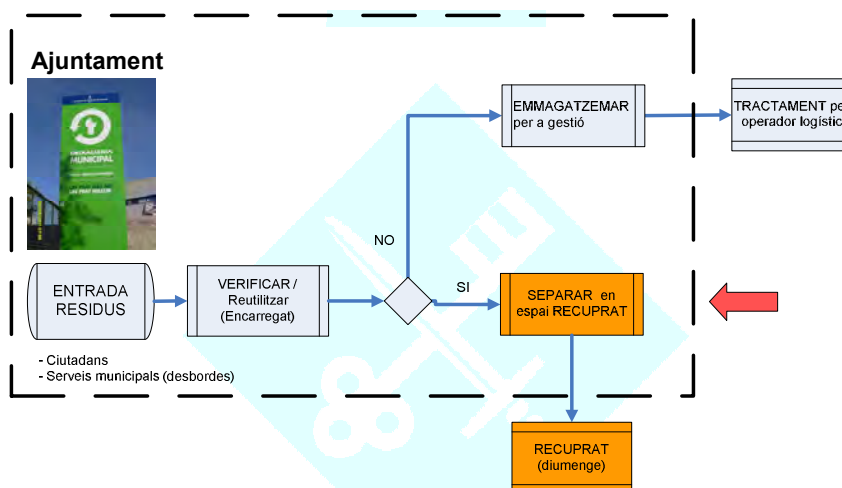 Ajuntament
MUNICIPAL
EMMAGATZEMAR
per a gestió
TRACTAMENT pe
operador logístic
NO
SI
ENTRADA
RESIDUS
VERIFICAR /
Reutilitzar
(Encarregat)
SEPARAR en
espai RECUPRAT
- Ciutadans
- Serveis municipals (desbordes)
RECUPRAT
(diumenge)